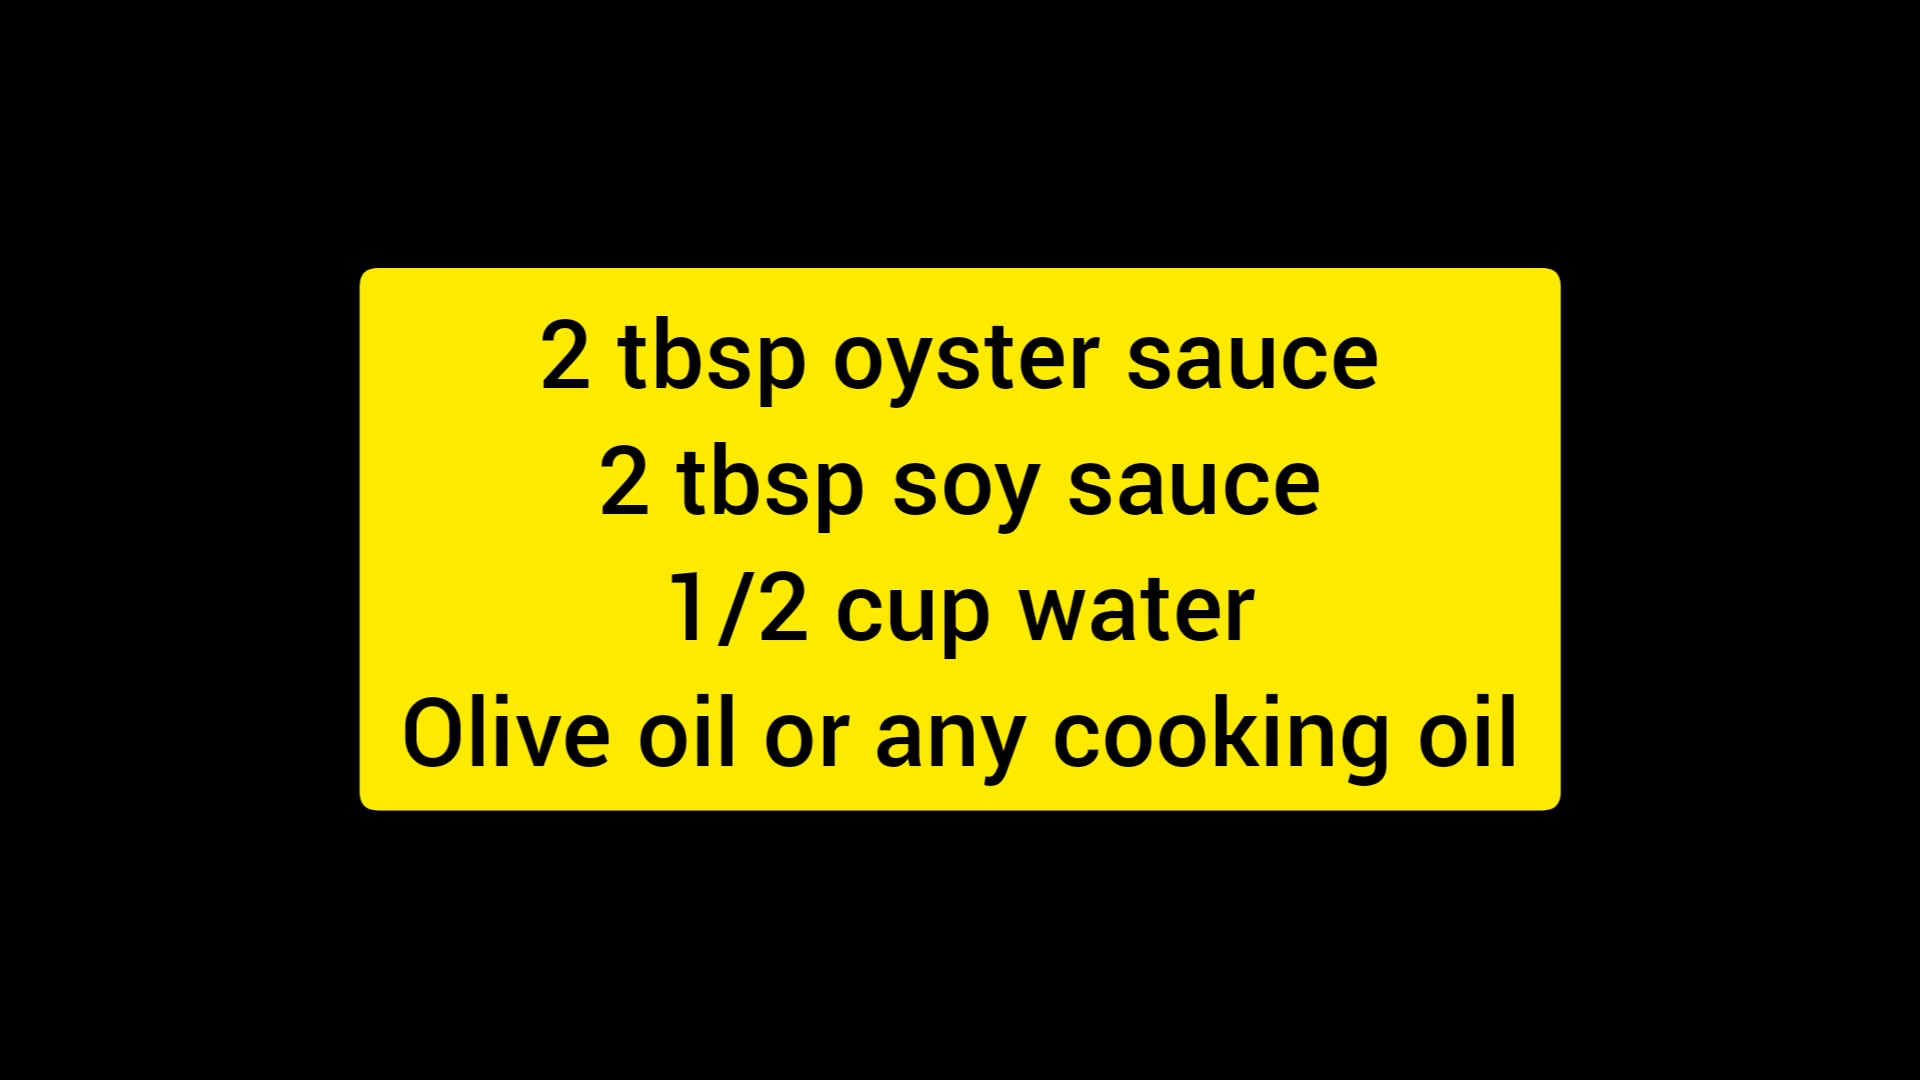 2 tbsp oyster sauce
2 tbsp soy sauce
1/2 cup water
Olive oil or any cooking oil